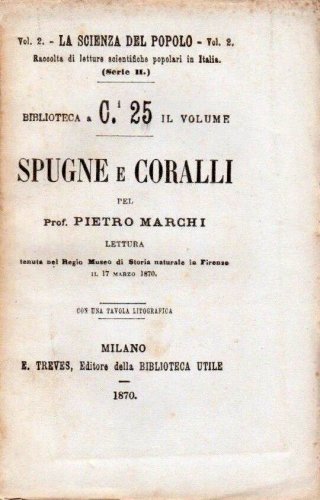 Vol. 2. - LA SCIENZA DEL POPOLO - Vol. 2.
Raccolta di letture scientifiche popolari in Italia.
(Serie II.)
BIBLIOTECA a C.i 25 IL VOLUME
SPUGNE E CORALLI
PEL
Prof. PIETRO MARCHI
LETTURA
tenuta nel Regio Museo di Storia naturale in Firenze
IL 17 MARZO 1870.
CON UNA TAVOLA LITOGRAFICA
MILANO
E. TREVES, Editore della BIBLIOTECA UTILE
1870.